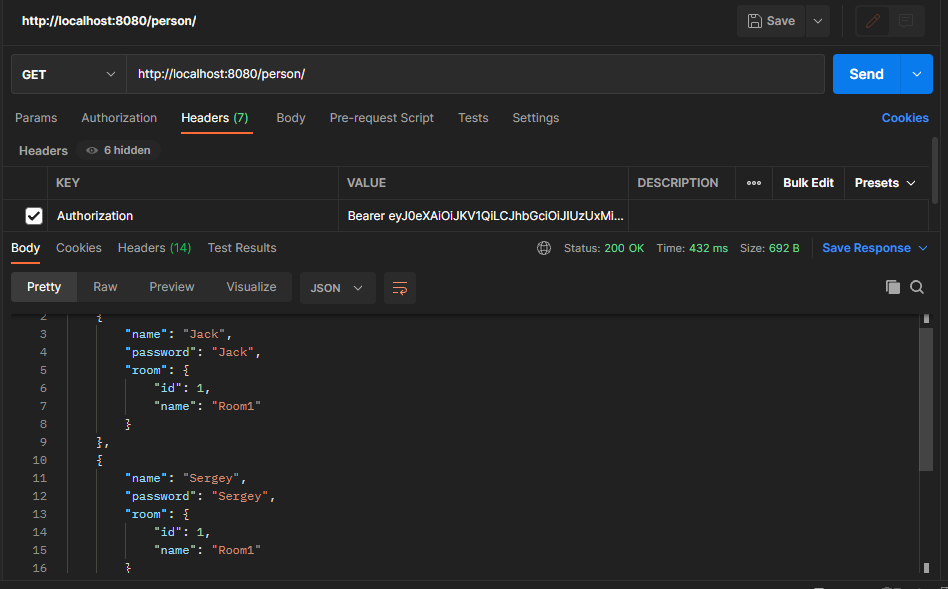 http://localhost:8080/person/ Save
GET http://localhost:8080/person/ Send
Params Authorization Headers (7) Body Pre-request Script Tests Settings Cookies
Headers 6 hidden
KEY VALUE DESCRIPTION ••• Bulk Edit Presets
Authorization Bearer eyJ0eXAiOiJKV1QiLCJhbGciOiJIUzUxMi...
Body Cookies Headers (14) Test Results Status: 200 OK Time: 432 ms Size: 692 B Save Response
Pretty Raw Preview Visualize JSON
2 {
3 "name": "Jack",
4 "password": "Jack",
5 "room": {
6 "id": 1,
7 "name": "Room1"
8 }
9 },
10 {
11 "name": "Sergey",
12 "password": "Sergey",
13 "room": {
14 "id": 1,
15 "name": "Room1"
16 }